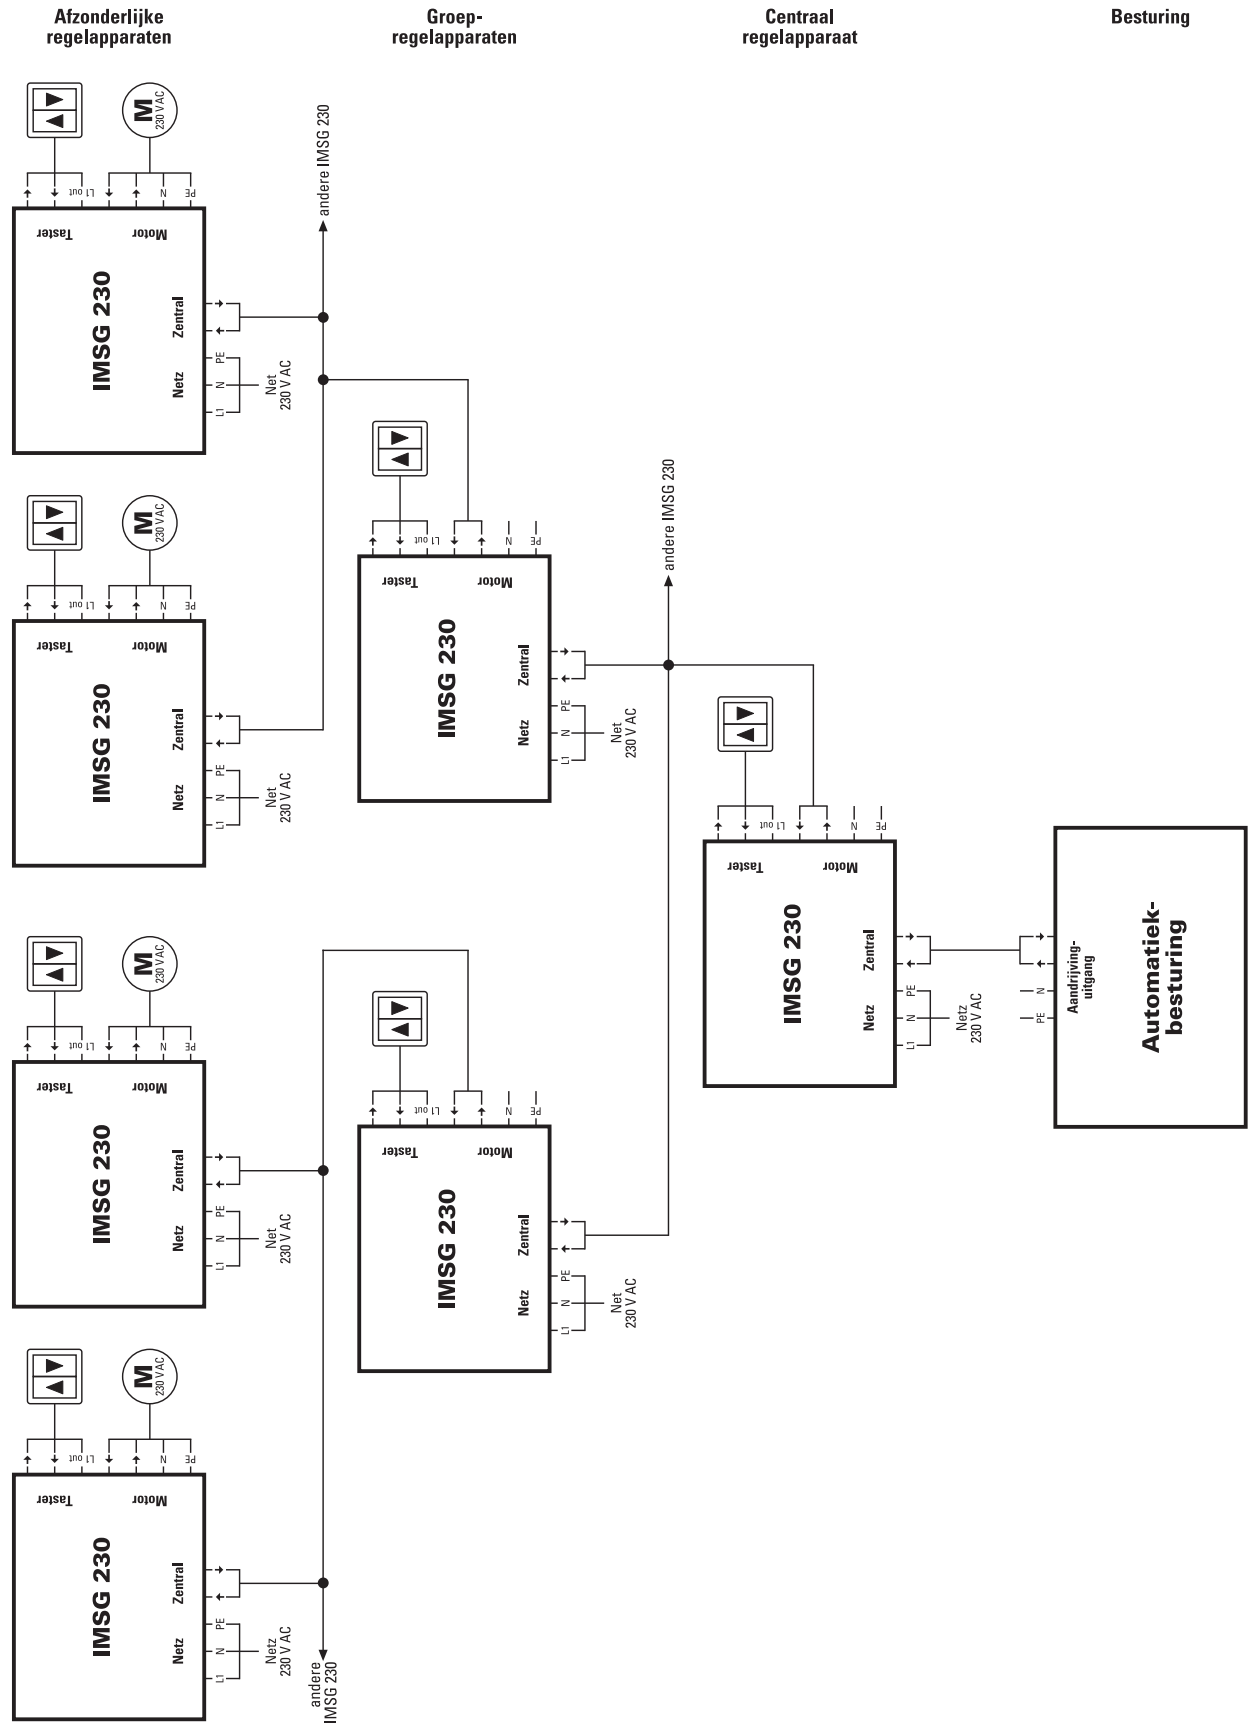 Afzonderlijke
regelapparaten
Groep-
regelapparaten
Centraal
regelapparaat
Besturing
M
230 V AC
L1 out
N
PE
Taster
Motor
IMSG 230
Zentral
Netz
PE
N
L1
Net
230 V AC
andere IMSG 230
M
230 V AC
L1 out
N
PE
Taster
Motor
IMSG 230
Zentral
Netz
PE
N
L1
Net
230 V AC
M
230 V AC
L1 out
N
PE
Taster
Motor
IMSG 230
Zentral
Netz
PE
N
L1
Net
230 V AC
M
230 V AC
L1 out
N
PE
Taster
Motor
IMSG 230
Zentral
Netz
PE
N
L1
Netz
230 V AC
andere
IMSG 230
L1 out
N
PE
Taster
Motor
IMSG 230
Zentral
Netz
PE
N
L1
Net
230 V AC
andere IMSG 230
L1 out
N
PE
Taster
Motor
IMSG 230
Zentral
Netz
PE
N
L1
Net
230 V AC
L1 out
N
PE
Taster
Motor
IMSG 230
Zentral
Netz
PE
N
L1
Netz
230 V AC
N
PE
Aandrijving-
uitgang
Automatiek-
besturing